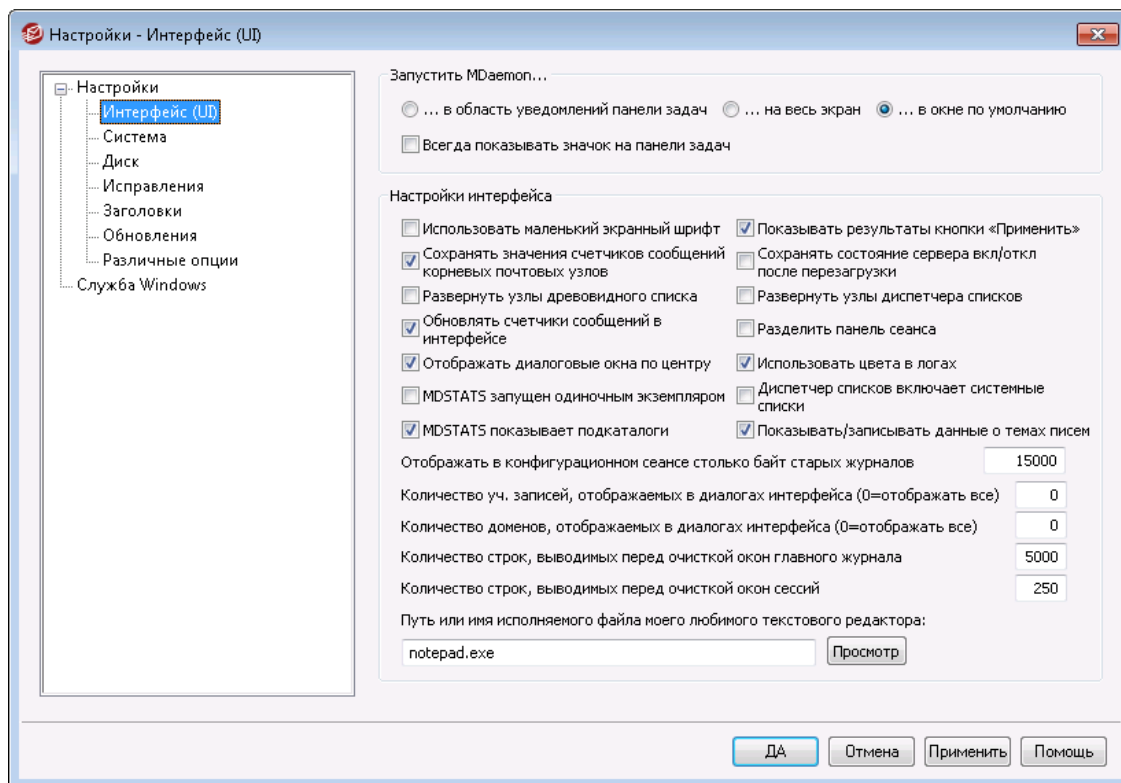 Настройки - Интерфейс (UI)
Настройки
Интерфейс (UI)
Система
Диск
Исправления
Заголовки
Обновления
Различные опции
Служба Windows
Запустить MDaemon...
... в область уведомлений панели задач ... на весь экран ... в окне по умолчанию
Всегда показывать значок на панели задач
Настройки интерфейса
Использовать маленький экранный шрифт
Показывать результаты кнопки «Применить»
Сохранять значения счетчиков сообщений
корневых почтовых узлов
Сохранять состояние сервера вкл/откл
после перезагрузки
Развернуть узлы древовидного списка
Развернуть узлы диспетчера списков
Обновлять счетчики сообщений в
интерфейсе
Разделить панель сеанса
Отображать диалоговые окна по центру
Использовать цвета в логах
MDSTATS запущен одиночным экземпляром
Диспетчер списков включает системные
списки
MDSTATS показывает подкаталоги
Показывать/записывать данные о темах писем
Отображать в конфигурационном сеансе столько байт старых журналов 15000
Количество уч. записей, отображаемых в диалогах интерфейса (0=отображать все) 0
Количество доменов, отображаемых в диалогах интерфейса (0=отображать все) 0
Количество строк, выводимых перед очисткой окон главного журнала 5000
Количество строк, выводимых перед очисткой окон сессий 250
Путь или имя исполняемого файла моего любимого текстового редактора:
notepad.exe Просмотр
ДА Отмена Применить Помощь